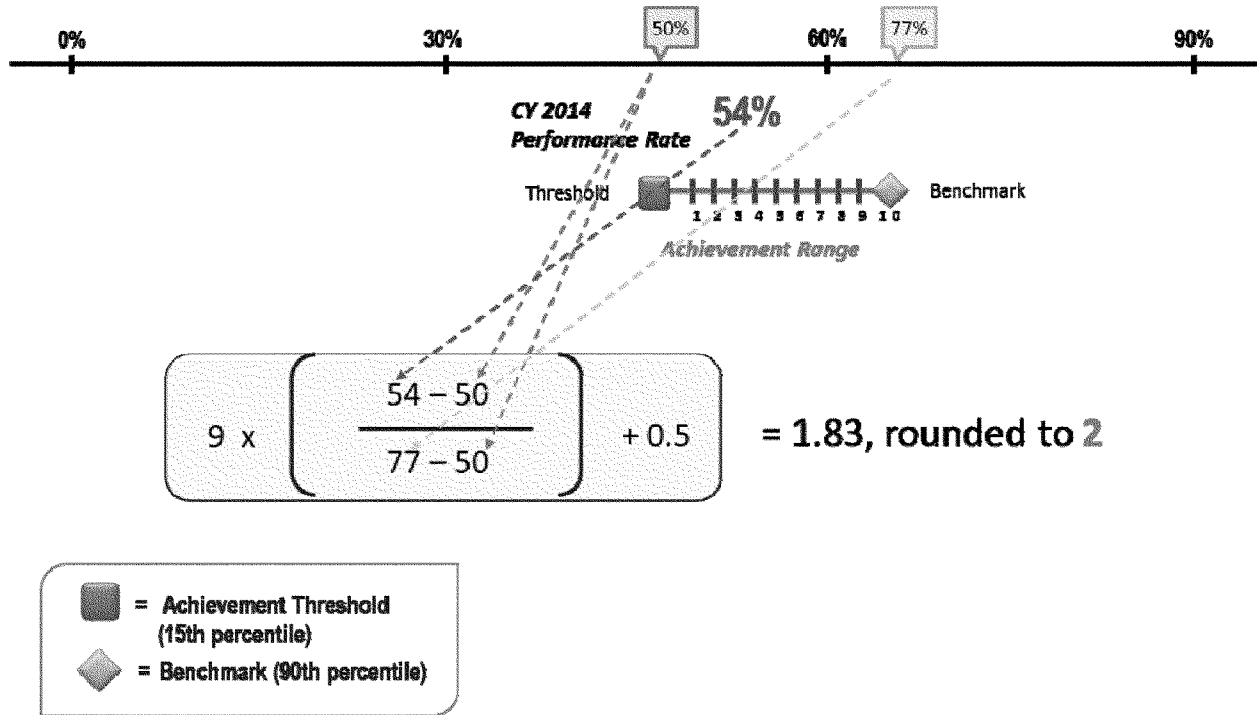 50% 77%
0% 30% 60% 90%
CY 2014 54%
Performance Rate
Threshold Benchmark
1 2 3 4 5 6 7 8 9 10
Achievement Range
54 – 50
9 x + 0.5 = 1.83, rounded to 2
77 – 50
= Achievement Threshold
(15th percentile)
= Benchmark (90th percentile)